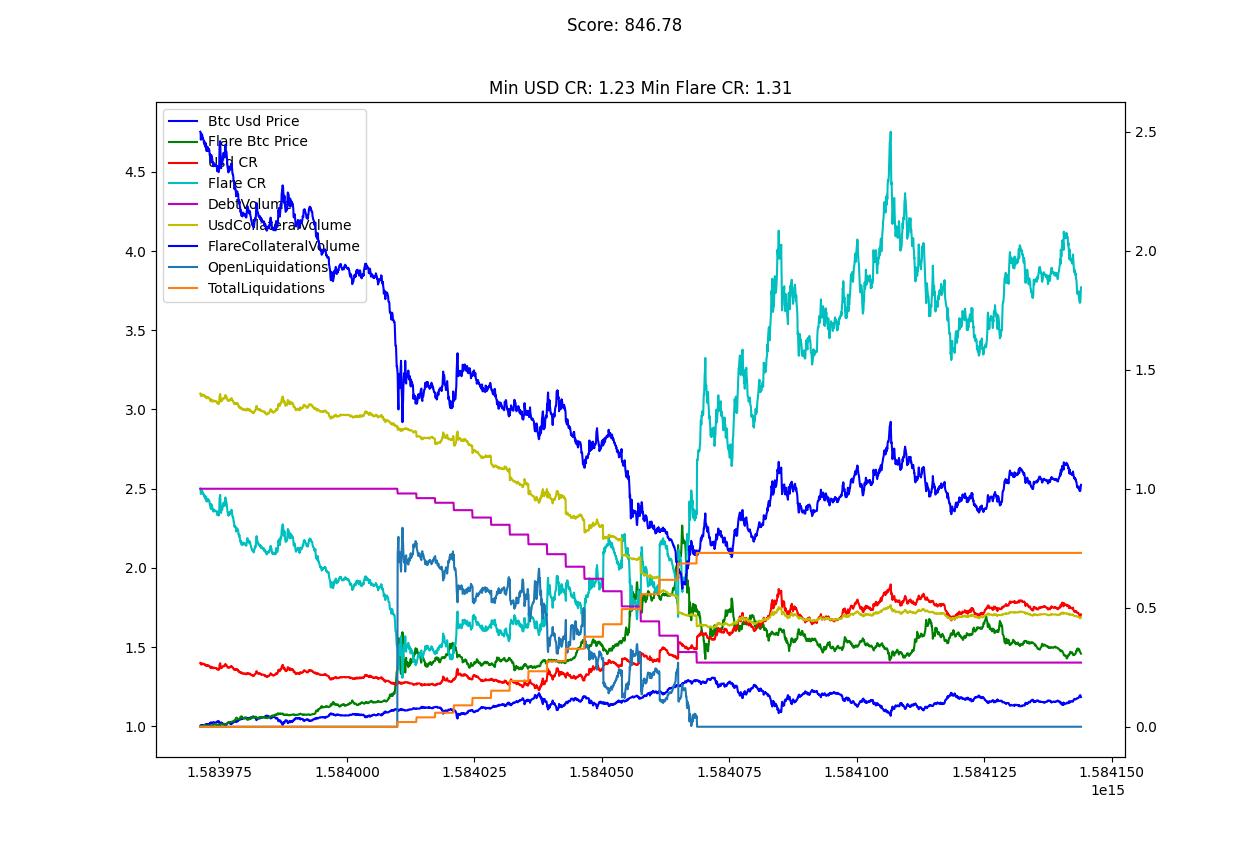 Score: 846.78
Min USD CR: 1.23 Min Flare CR: 1.31
Btc Usd Price
Flare Btc Price
Usd CR
Flare CR
DebtVolume
UsdCollateralVolume
FlareCollateralVolume
OpenLiquidations
TotalLiquidations
4.5
4.0
3.5
3.0
2.5
2.0
1.5
1.0
2.5
2.0
1.5
1.0
0.5
0.0
1.583975 1.584000 1.584025 1.584050 1.584075 1.584100 1.584125 1.584150
1e15